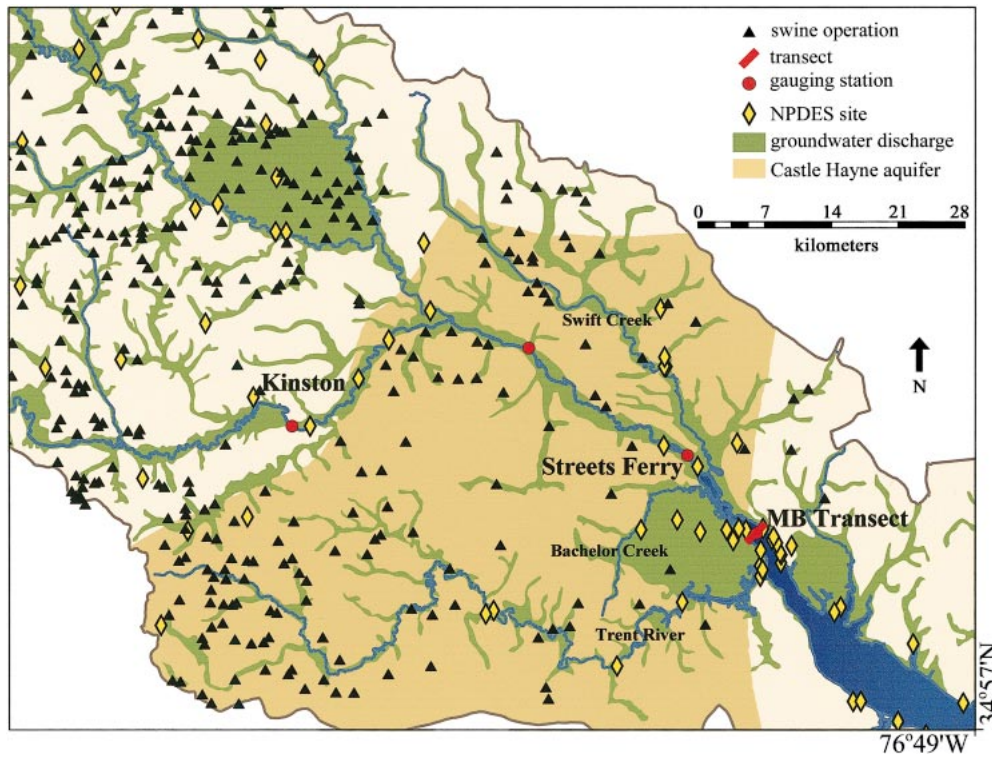 swine operation
transect
gauging station
NPDES site
groundwater discharge
Castle Hayne aquifer
0 7 14 21 28
kilometers
Swift Creek
N
Kinston
Streets Ferry
MB Transect
Bachelor Creek
Trent River
34°57'N
76°49'W